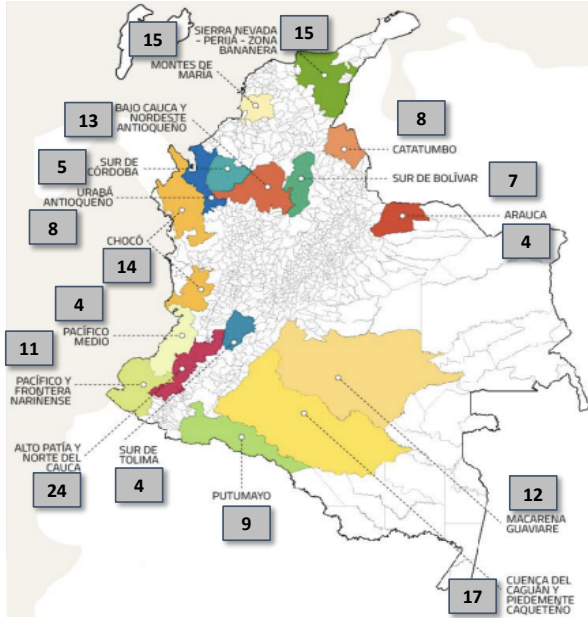 15
SIERRA NEVADA
- PERIJÁ - ZONA
BANANERA
15
MONTES DE
MARÍA
13
BAJO CAUCA Y
NORDESTE
ANTIOQUEÑO
8
CATATUMBO
5
SUR DE
CÓRDOBA
SUR DE BOLÍVAR
7
URABÁ
ANTIOQUEÑO
8
ARAUCA
4
CHOCÓ
14
4
PACÍFICO
MEDIO
11
PACÍFICO Y
FRONTERA
NARIÑENSE
ALTO PATÍA Y
NORTE DEL
CAUCA
24
SUR DE
TOLIMA
4
PUTUMAYO
9
12
MACARENA
GUAVIARE
17
CUENCA DEL
CAGUÁN Y
PIEDEMENTE
CAQUETEÑO